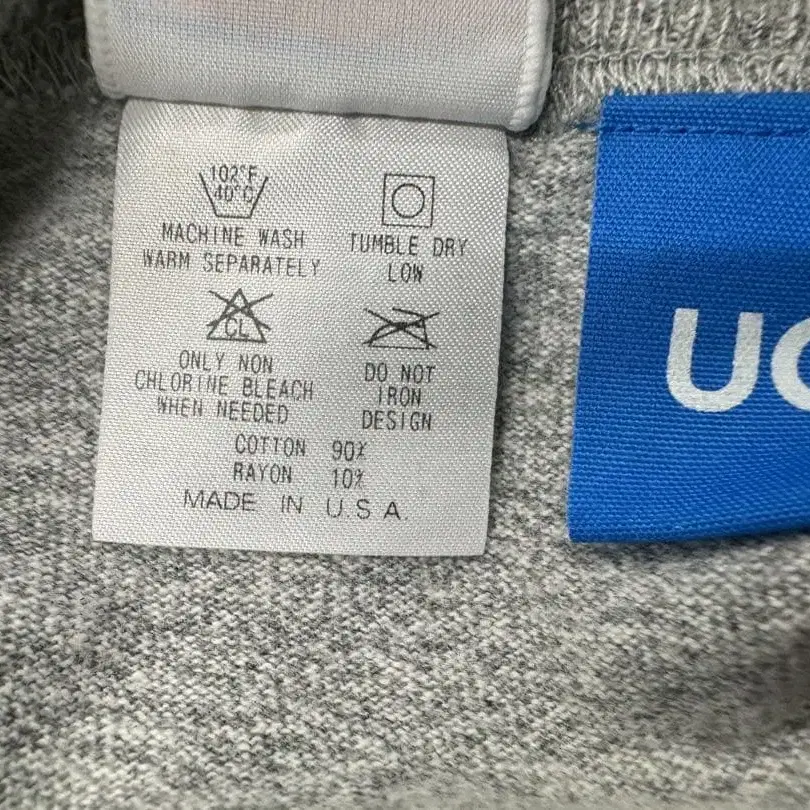 102°F
40°C
MACHINE WASH
WARM SEPARATELY
TUMBLE DRY
LOW
CL
ONLY NON
CHLORINE BLEACH
WHEN NEEDED
DO NOT
IRON
DESIGN
COTTON 90%
RAYON 10%
MADE IN U.S.A.